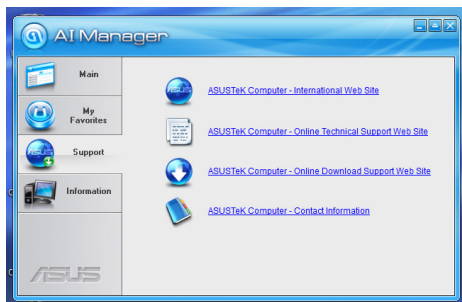 AI Manager
Main
My
Favorites
Support
Information
ASUS
ASUSTeK Computer - International Web Site
ASUSTeK Computer - Online Technical Support Web Site
ASUSTeK Computer - Online Download Support Web Site
ASUSTeK Computer - Contact Information